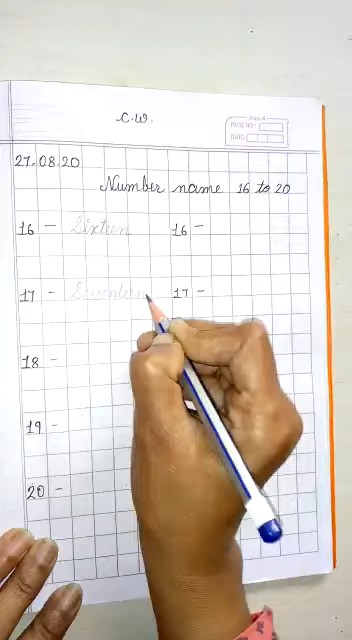 C.W.
PAGE NO.:
DATE:
27.08.20
Number name 16 to 20
16 - Sixteen 16 -
17 - Seventeen 17 -
18 -
19 -
20 -